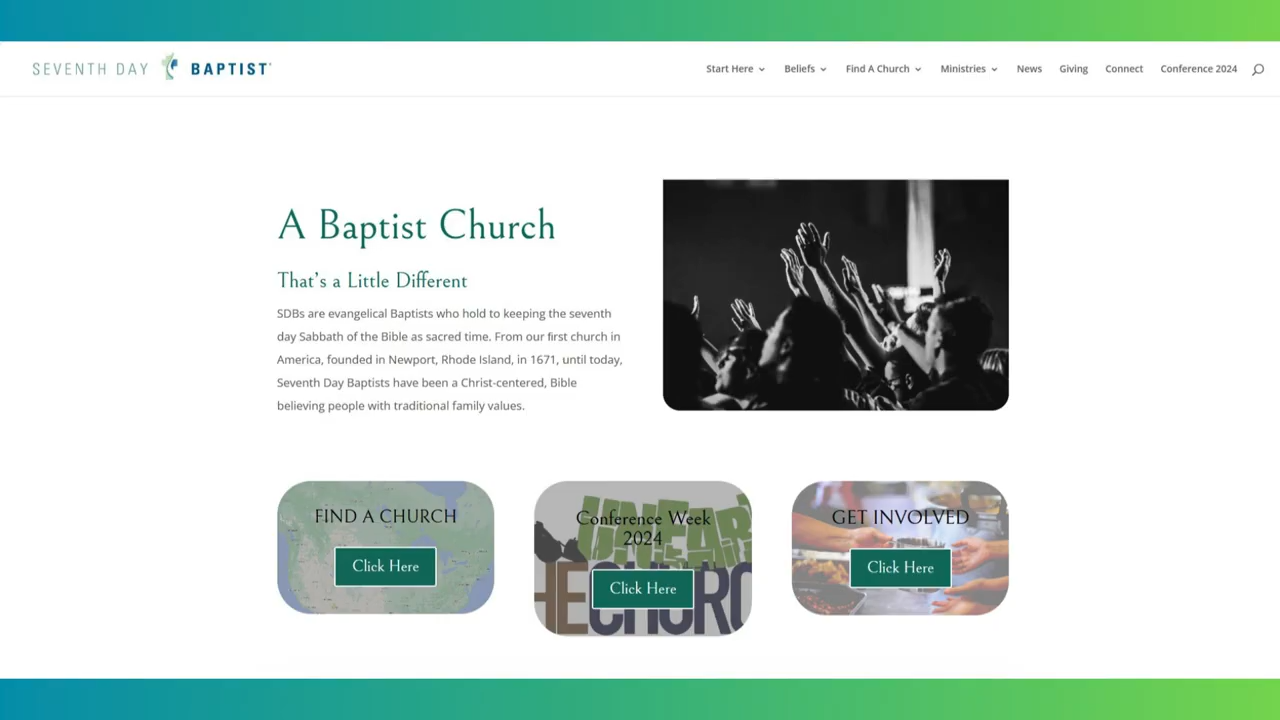 SEVENTH DAY BAPTIST
Start Here Beliefs Find A Church Ministries News Giving Connect Conference 2024
A Baptist Church
That's a Little Different
SDBs are evangelical Baptists who hold to keeping the seventh
day Sabbath of the Bible as sacred time. From our first church in
America, founded in Newport, Rhode Island, in 1671, until today,
Seventh Day Baptists have been a Christ-centered, Bible
believing people with traditional family values.
FIND A CHURCH
Click Here
Conference Week
2024
Click Here
GET INVOLVED
Click Here